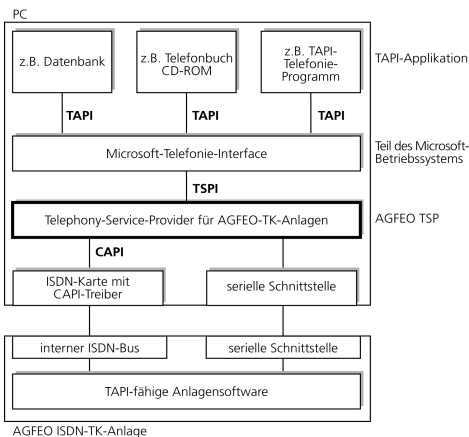 PC
z.B. Datenbank
z.B. Telefonbuch
CD-ROM
z.B. TAPI-
Telefonie-
Programm
TAPI-Applikation
TAPI
TAPI
TAPI
Microsoft-Telefonie-Interface
Teil des Microsoft-
Betriebssystems
TSPI
Telephony-Service-Provider für AGFEO-TK-Anlagen
AGFEO TSP
CAPI
ISDN-Karte mit
CAPI-Treiber
serielle Schnittstelle
interner ISDN-Bus
serielle Schnittstelle
TAPI-fähige Anlagensoftware
AGFEO ISDN-TK-Anlage